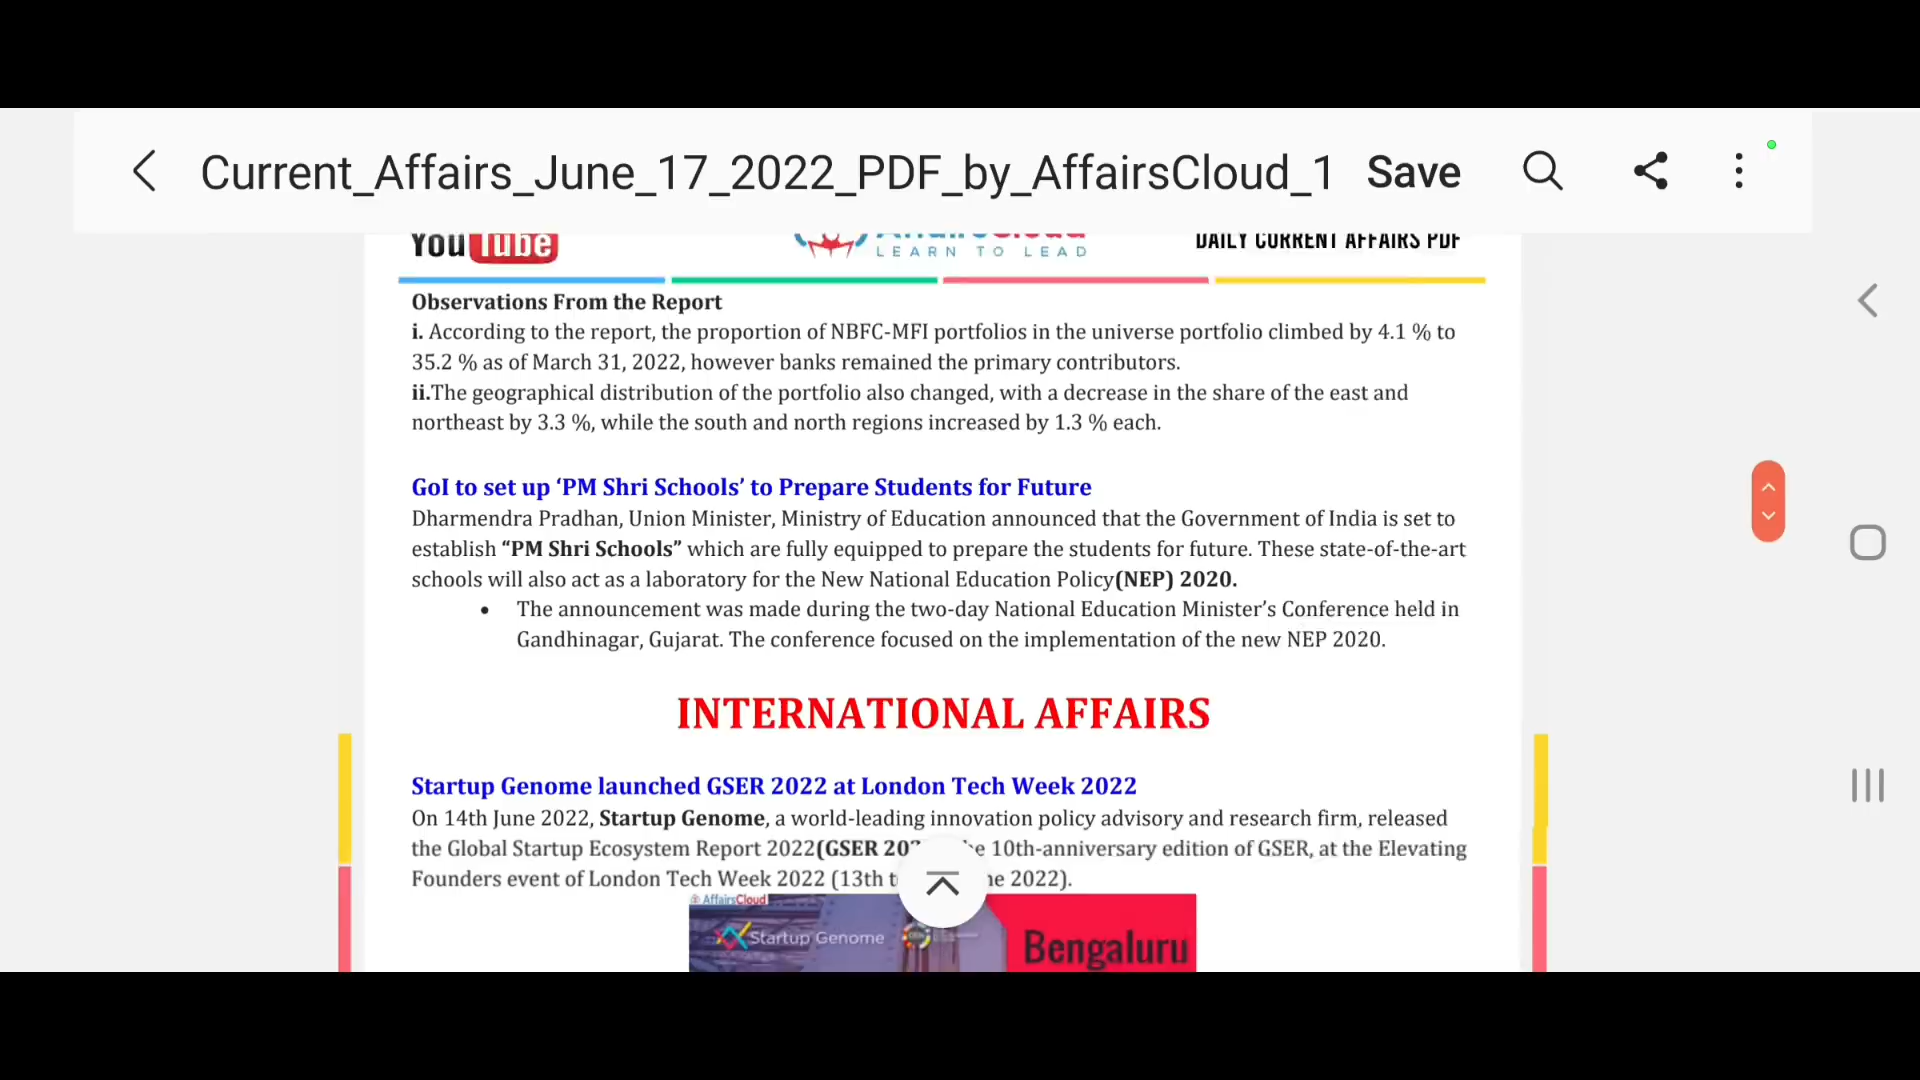 Current_Affairs_June_17_2022_PDF_by_AffairsCloud_1 Save
YouTube
AffairsCloud
LEARN TO LEAD
DAILY CURRENT AFFAIRS PDF
Observations From the Report
i. According to the report, the proportion of NBFC-MFI portfolios in the universe portfolio climbed by 4.1 % to
35.2 % as of March 31, 2022, however banks remained the primary contributors.
ii.The geographical distribution of the portfolio also changed, with a decrease in the share of the east and
northeast by 3.3 %, while the south and north regions increased by 1.3 % each.
GoI to set up ‘PM Shri Schools’ to Prepare Students for Future
Dharmendra Pradhan, Union Minister, Ministry of Education announced that the Government of India is set to
establish “PM Shri Schools” which are fully equipped to prepare the students for future. These state-of-the-art
schools will also act as a laboratory for the New National Education Policy(NEP) 2020.
• The announcement was made during the two-day National Education Minister’s Conference held in
Gandhinagar, Gujarat. The conference focused on the implementation of the new NEP 2020.
INTERNATIONAL AFFAIRS
Startup Genome launched GSER 2022 at London Tech Week 2022
On 14th June 2022, Startup Genome, a world-leading innovation policy advisory and research firm, released
the Global Startup Ecosystem Report 2022(GSER 10th-anniversary edition of GSER, at the Elevating
Founders event of London Tech Week 2022 (13th 2022).
AffairsCloud
Startup Genome
Bengaluru